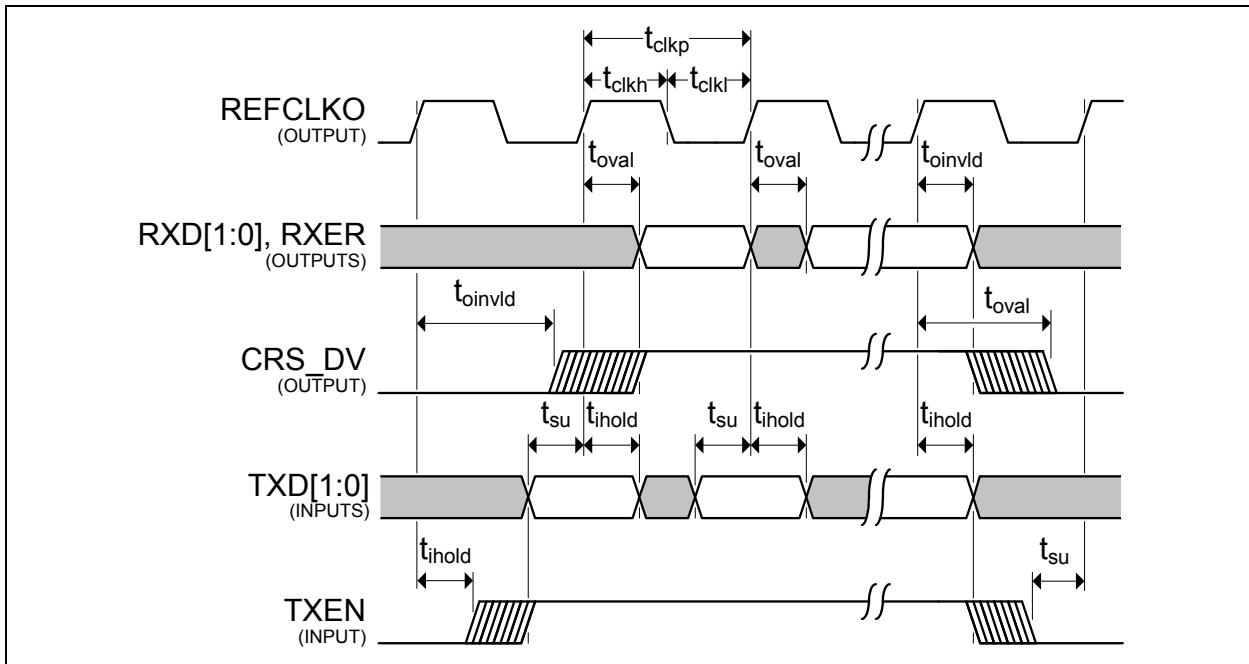 tclkp
tclkh tclkl
REFCLKO
(OUTPUT)
toval toval toinvld
RXD[1:0], RXER
(OUTPUTS)
toinvld toval
CRS_DV
(OUTPUT)
tsu tihold tsu tihold tihold
TXD[1:0]
(INPUTS)
tihold tsu
TXEN
(INPUT)